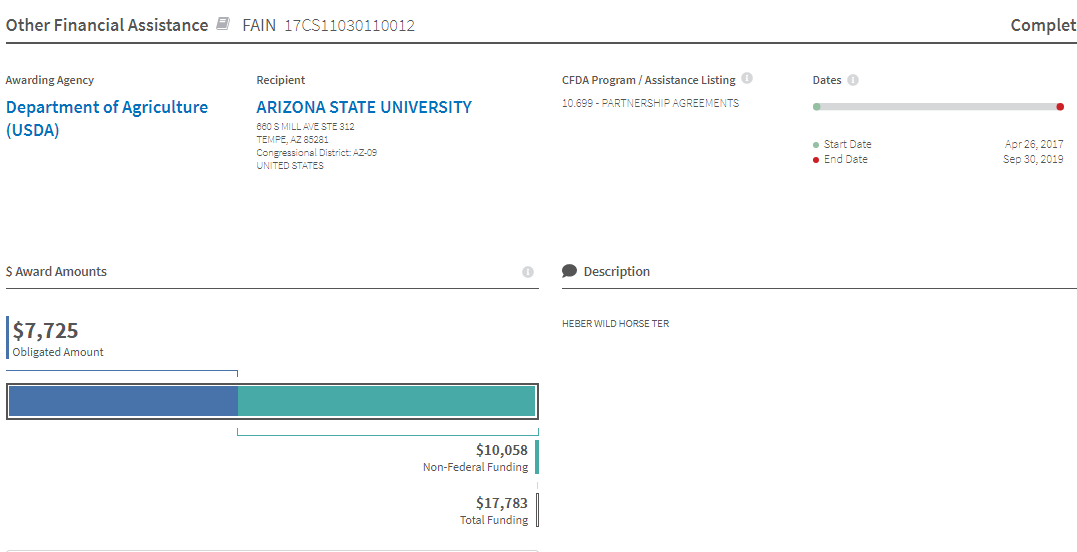 Other Financial Assistance FAIN 17CS11030110012
Complet
Awarding Agency
Department of Agriculture
(USDA)
Recipient
ARIZONA STATE UNIVERSITY
660 S MILL AVE STE 312
TEMPE, AZ 85281
Congressional District: AZ-09
UNITED STATES
CFDA Program / Assistance Listing
10.699 - PARTNERSHIP AGREEMENTS
Dates
Start Date Apr 26, 2017
End Date Sep 30, 2019
$ Award Amounts
$7,725
Obligated Amount
$10,058
Non-Federal Funding
$17,783
Total Funding
Description
HEBER WILD HORSE TER